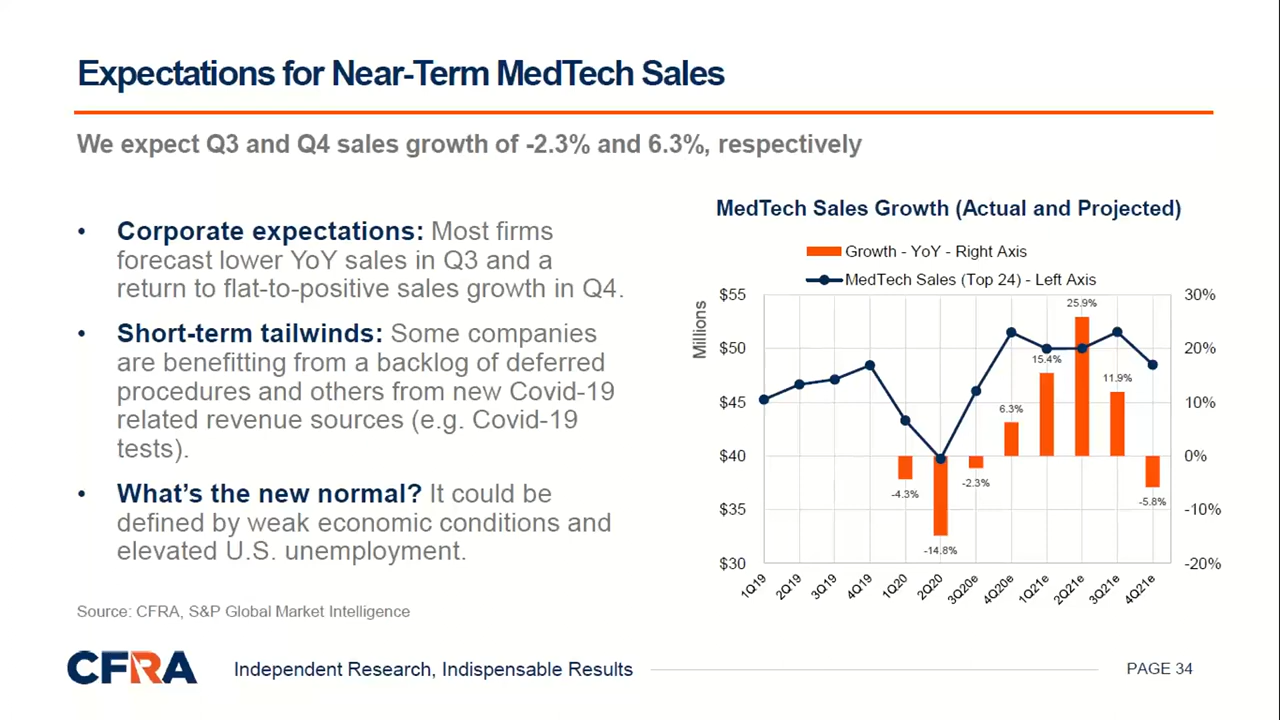 Expectations for Near-Term MedTech Sales
We expect Q3 and Q4 sales growth of -2.3% and 6.3%, respectively
• Corporate expectations: Most firms
forecast lower YoY sales in Q3 and a
return to flat-to-positive sales growth in Q4.
• Short-term tailwinds: Some companies
are benefitting from a backlog of deferred
procedures and others from new Covid-19
related revenue sources (e.g. Covid-19
tests).
• What's the new normal? It could be
defined by weak economic conditions and
elevated U.S. unemployment.
Source: CFRA, S&P Global Market Intelligence
MedTech Sales Growth (Actual and Projected)
Growth - YoY - Right Axis
MedTech Sales (Top 24) - Left Axis
Millions
$55
$50
$45
$40
$35
$30
30%
20%
10%
0%
-10%
-20%
-4.3%
-14.8%
-2.3%
6.3%
15.4%
25.9%
11.9%
-5.8%
1Q19
2Q19
3Q19
4Q19
1Q20
2Q20
3Q20e
4Q20e
1Q21e
2Q21e
3Q21e
4Q21e
CFRA
Independent Research, Indispensable Results
PAGE 34